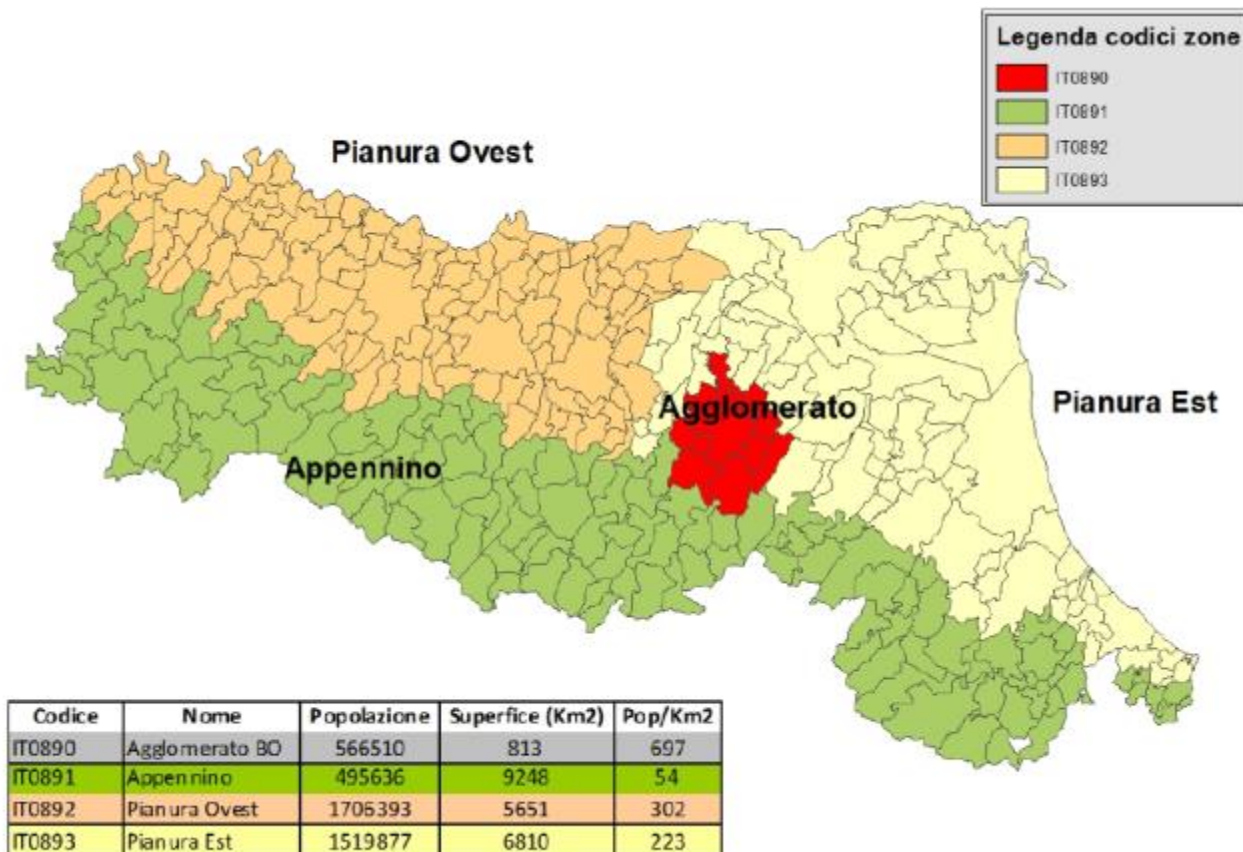 Legenda codici zone
IT0890
IT0891
IT0892
IT0893
Pianura Ovest
Agglomerato
Pianura Est
Appennino
Codice Nome Popolazione Superfice (Km2) Pop/Km2
IT0890 Agglomerato BO 566510 813 697
IT0891 Appennino 495636 9248 54
IT0892 Pianura Ovest 1706393 5651 302
IT0893 Pianura Est 1519877 6810 223